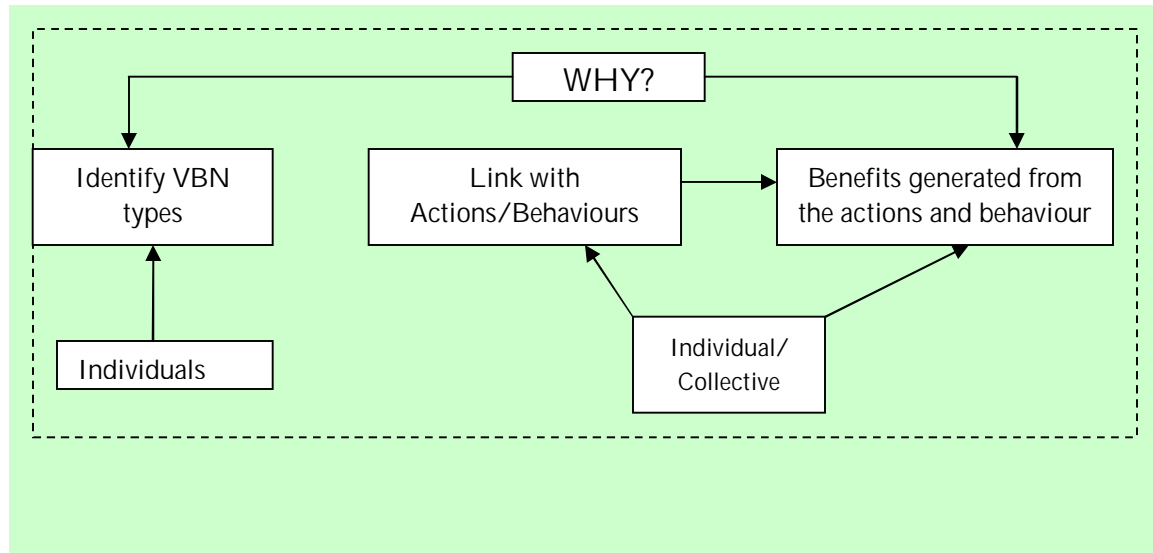 WHY?
Identify VBN
types
Link with
Actions/Behaviours
Benefits generated from
the actions and behaviour
Individuals
Individual/
Collective